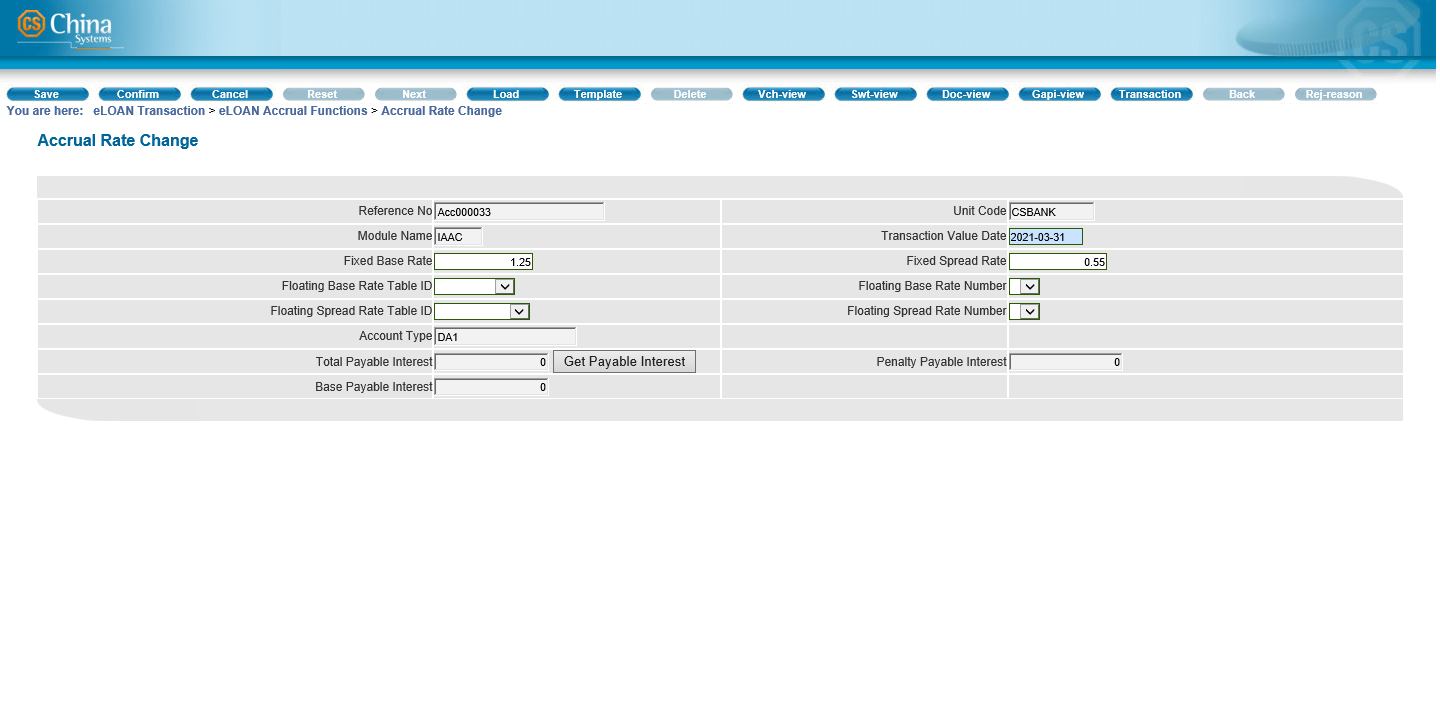 CS China Systems
CS
Save Confirm Cancel Reset Next Load Template Delete Vch-view Swt-view Doc-view Gapi-view Transaction Back Rej-reason
You are here: eLOAN Transaction > eLOAN Accrual Functions > Accrual Rate Change
Accrual Rate Change
Reference No Acc000033 Unit Code CSBANK
Module Name IAAC Transaction Value Date 2021-03-31
Fixed Base Rate 1.25 Fixed Spread Rate 0.55
Floating Base Rate Table ID Floating Base Rate Number
Floating Spread Rate Table ID Floating Spread Rate Number
Account Type DA1
Total Payable Interest 0 Get Payable Interest Penalty Payable Interest 0
Base Payable Interest 0